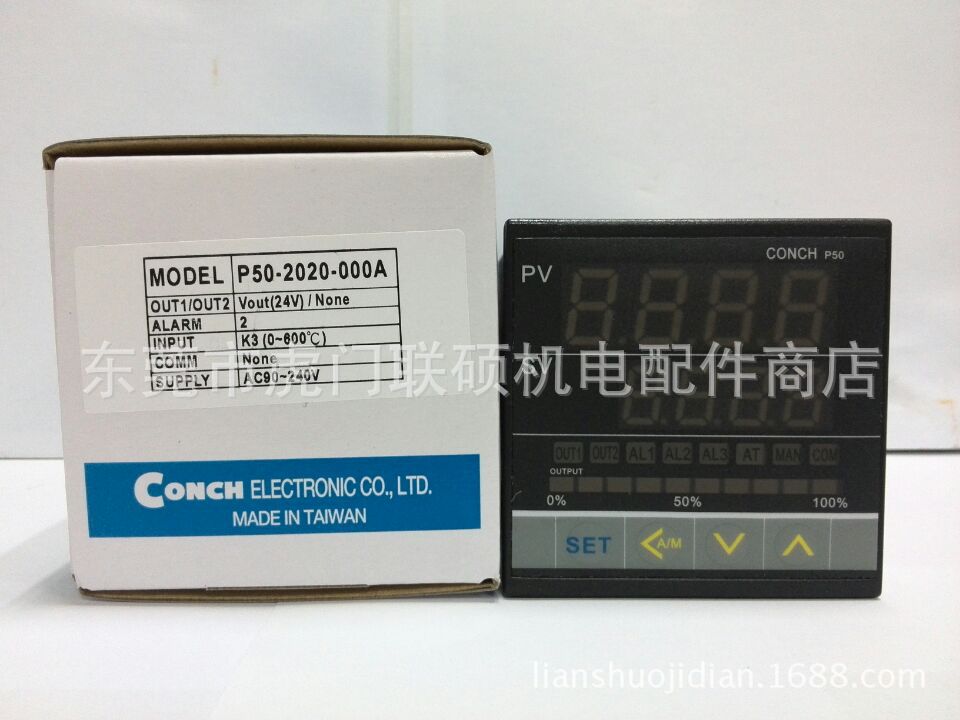 MODEL P50-2020-000A
OUT1/OUT2 Vout(24V) / None
ALARM 2
INPUT K3 (0~600℃)
COMM None
SUPPLY AC90~240V
CONCH ELECTRONIC CO., LTD.
MADE IN TAIWAN
CONCH P50
PV
SV
东莞市虎门联硕机电配件商店
OUT1 OUT2 AL1 AL2 AL3 AT MAN COM
OUTPUT
0% 50% 100%
SET A/M
lianshuojidian.1688.com